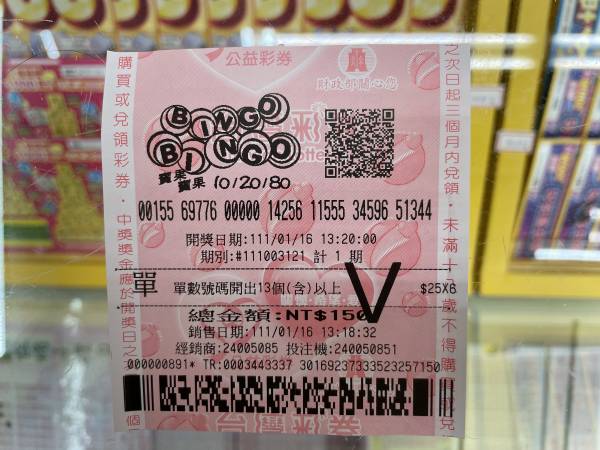 公益彩券
財政部關心您
購買或兌領彩券，中獎獎金應於開獎日之
之次日起三個月內兌領．未滿十八歲不得購
BINGO
BINGO
賓果
賓果 10/20/80
00155 69776 00000 14256 11555 34596 51344
開獎日期:111/01/16 13:20:00
期別:#111003121 計 1 期
單 單數號碼開出13個(含)以上 $25X6
V
總金額:NT$150
銷售日期:111/01/16 13:18:32
經銷商:24005085 投注機:240050851
000000891* TR:0003443337 30169237333523257150